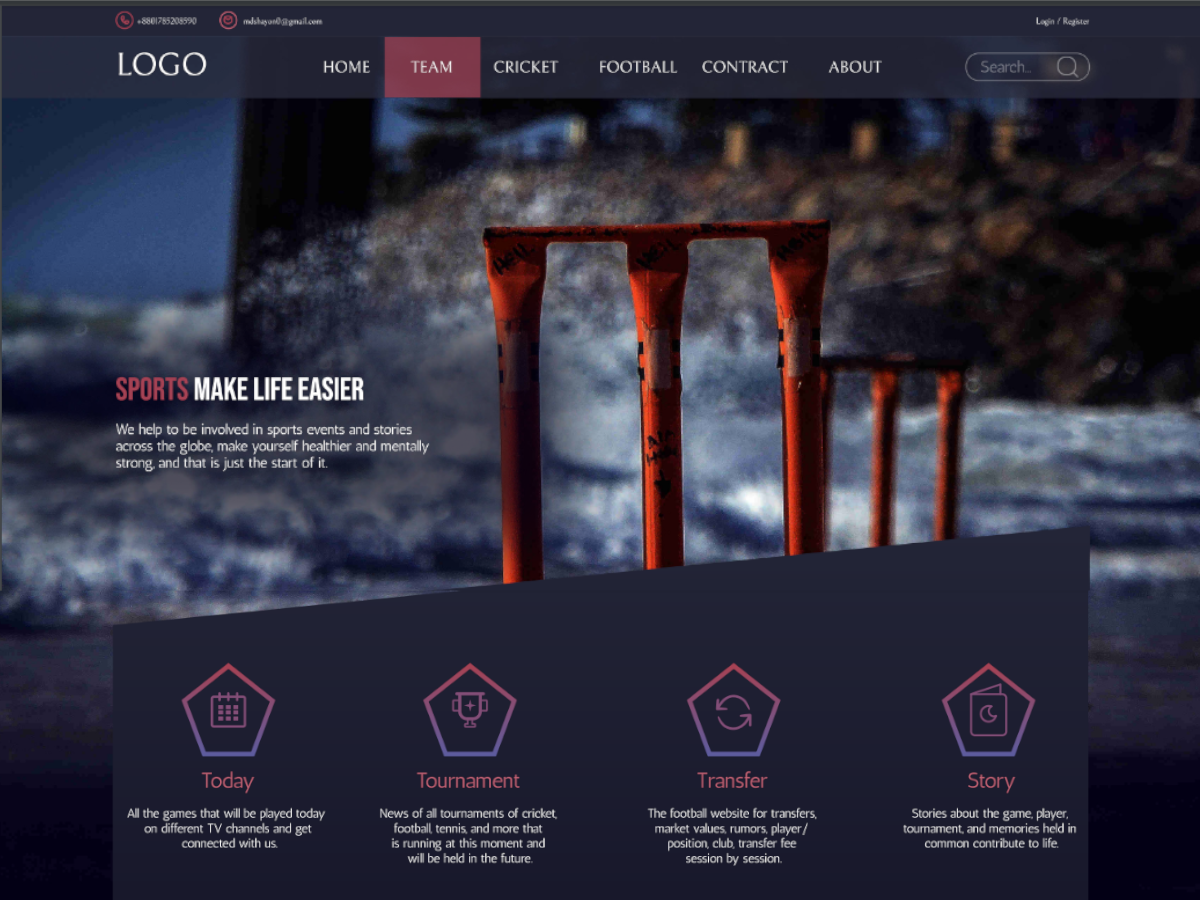 +8801785208590 mdshayon0@gmail.com Login / Register
LOGO HOME TEAM CRICKET FOOTBALL CONTRACT ABOUT Search..
SPORTS MAKE LIFE EASIER
We help to be involved in sports events and stories
across the globe, make yourself healthier and mentally
strong, and that is just the start of it.
Today
All the games that will be played today
on different TV channels and get
connected with us.
Tournament
News of all tournaments of cricket,
football, tennis, and more that
is running at this moment and
will be held in the future.
Transfer
The football website for transfers,
market values, rumors, player/
position, club, transfer fee
session by session.
Story
Stories about the game, player,
tournament, and memories held in
common contribute to life.